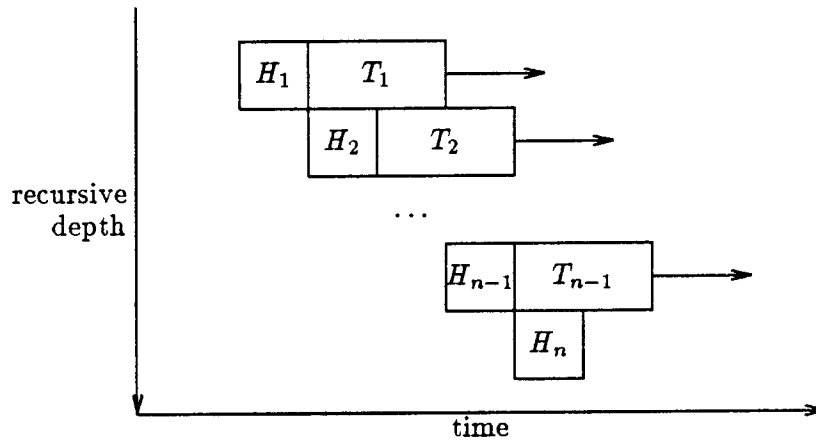 H₁ T₁
H₂ T₂
...
recursive
depth
Hₙ₋₁ Tₙ₋₁
Hₙ
time